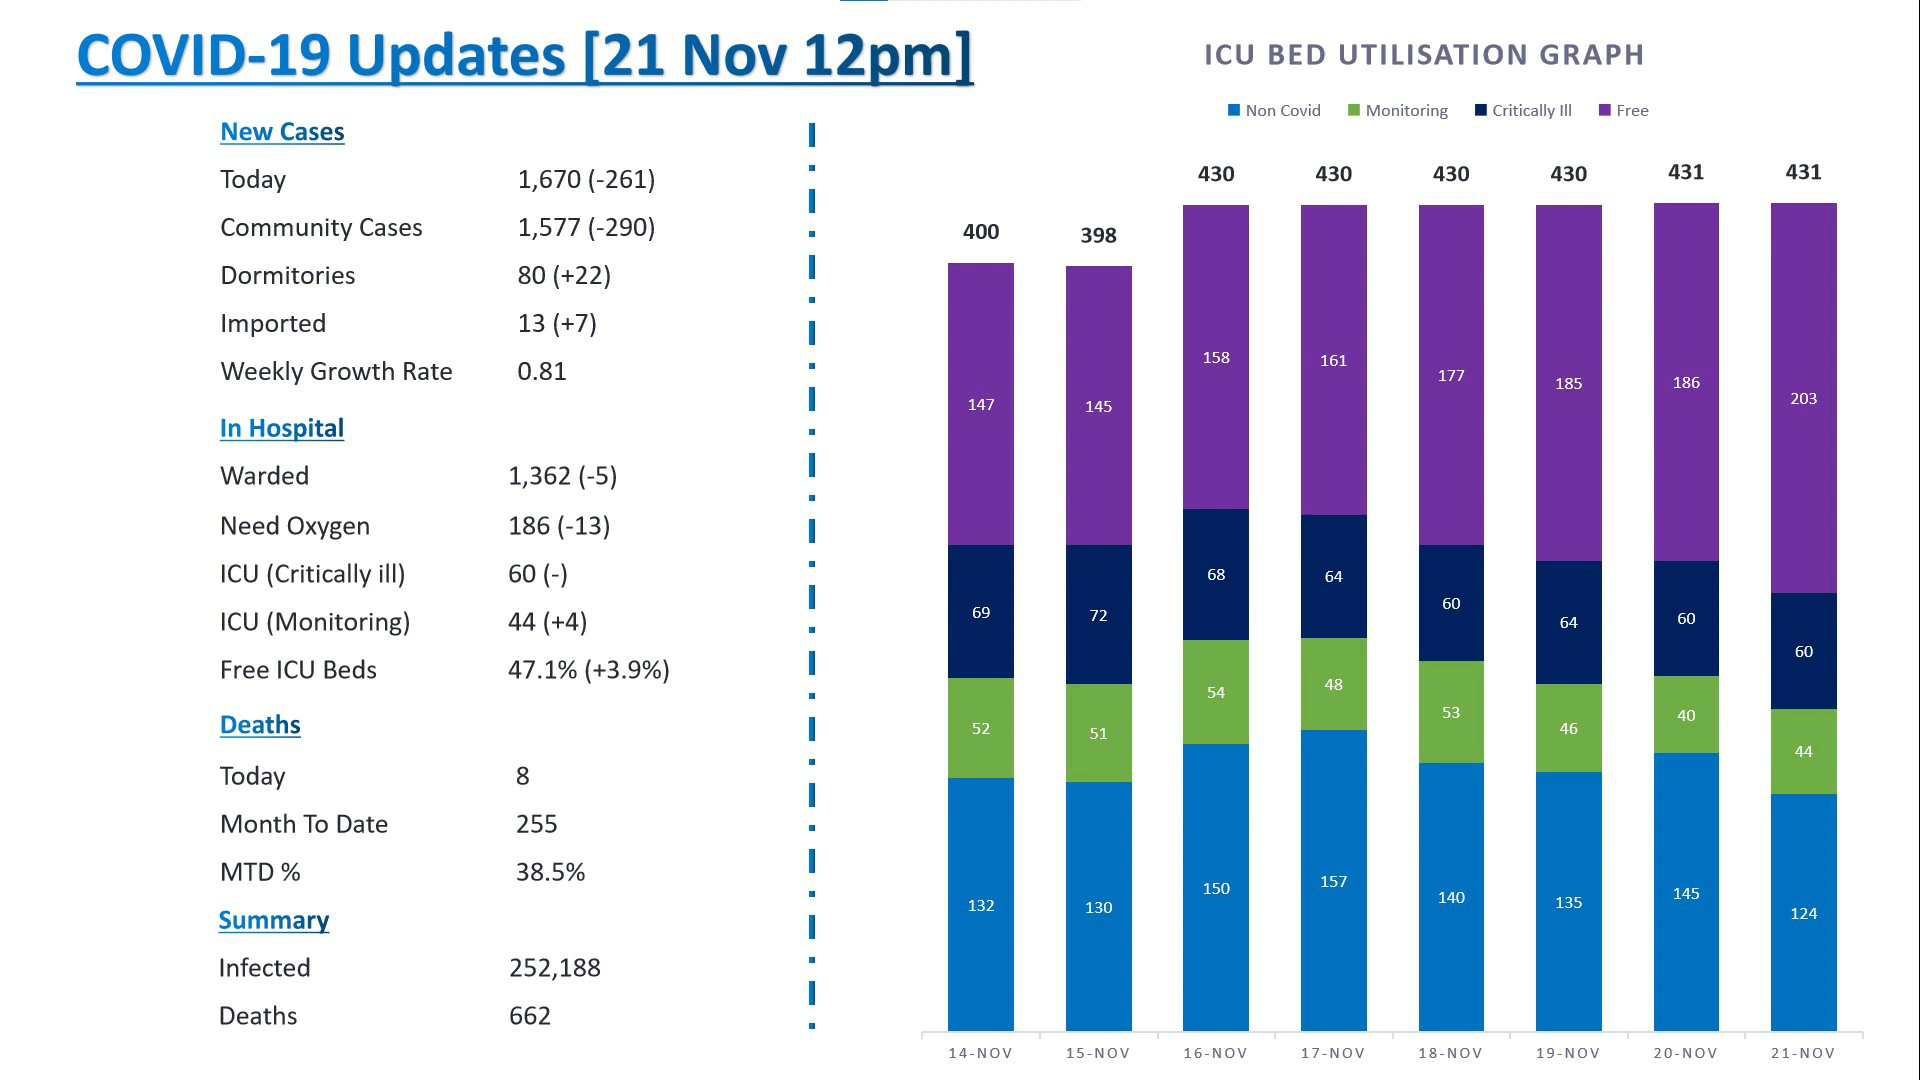 COVID-19 Updates [21 Nov 12pm]
New Cases
Today 1,670 (-261)
Community Cases 1,577 (-290)
Dormitories 80 (+22)
Imported 13 (+7)
Weekly Growth Rate 0.81
In Hospital
Warded 1,362 (-5)
Need Oxygen 186 (-13)
ICU (Critically ill) 60 (-)
ICU (Monitoring) 44 (+4)
Free ICU Beds 47.1% (+3.9%)
Deaths
Today 8
Month To Date 255
MTD % 38.5%
Summary
Infected 252,188
Deaths 662
ICU BED UTILISATION GRAPH
Non Covid Monitoring Critically Ill Free
400 398 430 430 430 430 431 431
147 145 158 161 177 185 186 203
69 72 68 64 60 64 60 60
52 51 54 48 53 46 40 44
132 130 150 157 140 135 145 124
14-NOV 15-NOV 16-NOV 17-NOV 18-NOV 19-NOV 20-NOV 21-NOV